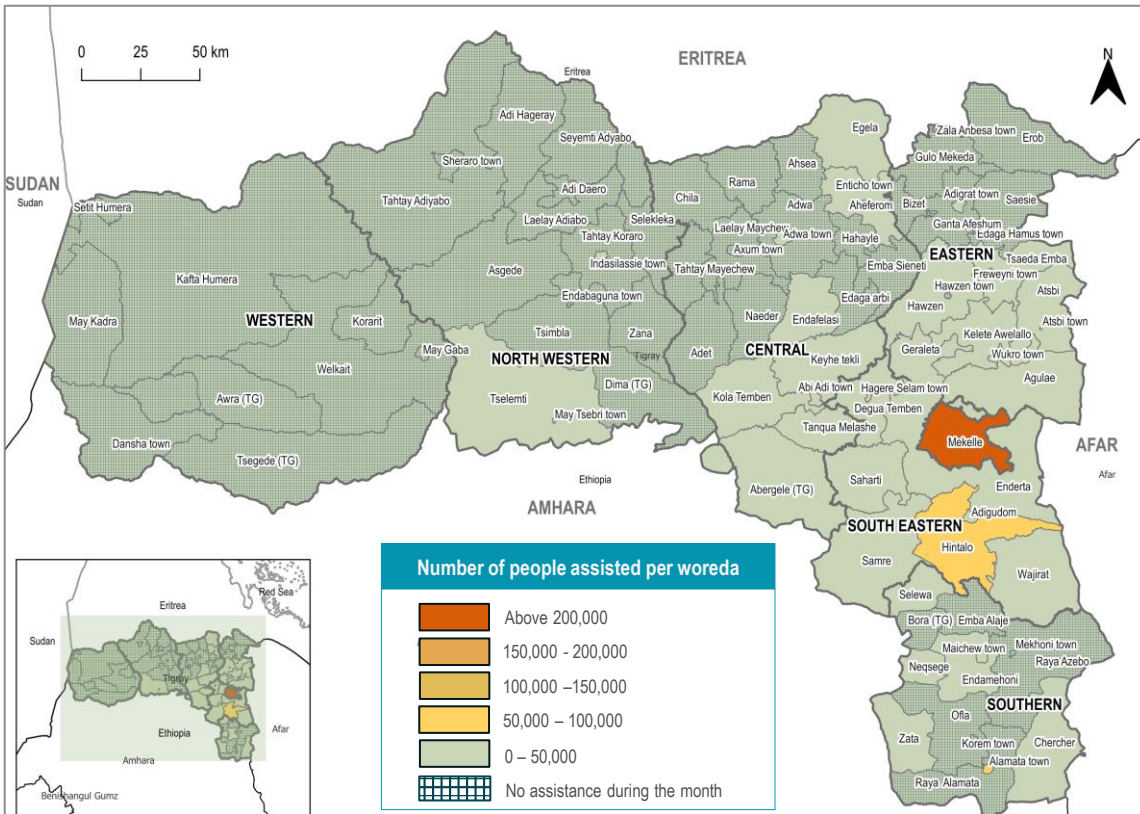 0 25 50 km
ERITREA
N
Eritrea
Adi Hageray
Seyemti Adyabo
Egela
Zala Anbesa town
Erob
Sheraro town
Ahsea
Gulo Mekeda
SUDAN
Sudan
Setit Humera
Tahtay Adiyabo
Adi Daero
Chila
Rama
Enticho town
Adwa
Aheferom
Bizet
Adigrat town
Saesie
Laelay Adiabo
Selekleka
Laelay Maychew
Adwa town
Ganta Afeshum
Tahtay Koraro
Hahayle
Edaga Hamus town
Axum town
EASTERN
Tsaeda Emba
Kafta Humera
Asgede
Indasilassie town
Tahtay Mayechew
Emba Sieneti
Freweyni town
Hawzen town
Atsbi
Endabaguna town
Edaga arbi
Hawzen
May Kadra
WESTERN
Korarit
Naeder
Endafelasi
Atsbi town
Tsimbla
Zana
Kelete Awelallo
May Gaba
NORTH WESTERN
Tigray
Adet
CENTRAL
Geraleta
Wukro town
Keyhe tekli
Welkait
Agulae
Dima (TG)
Abi Adi town
Hagere Selam town
Awra (TG)
Tselemti
Kola Temben
Degua Temben
May Tsebri town
Tanqua Melashe
Dansha town
Mekelle
AFAR
Afar
Tsegede (TG)
Ethiopia
Abergele (TG)
Saharti
Enderta
AMHARA
Adigudom
SOUTH EASTERN
Hintalo
Samre
Wajirat
Selewa
Bora (TG)
Emba Alaje
Maichew town
Mekhoni town
Raya Azebo
Neqsege
Endamehoni
SOUTHERN
Ofla
Zata
Korem town
Chercher
Alamata town
Raya Alamata
Number of people assisted per woreda
Above 200,000
150,000 - 200,000
100,000 –150,000
50,000 – 100,000
0 – 50,000
No assistance during the month
Red Sea
Eritrea
Sudan
Tigray
Ethiopia
Afar
Amhara
Benishangul Gumz